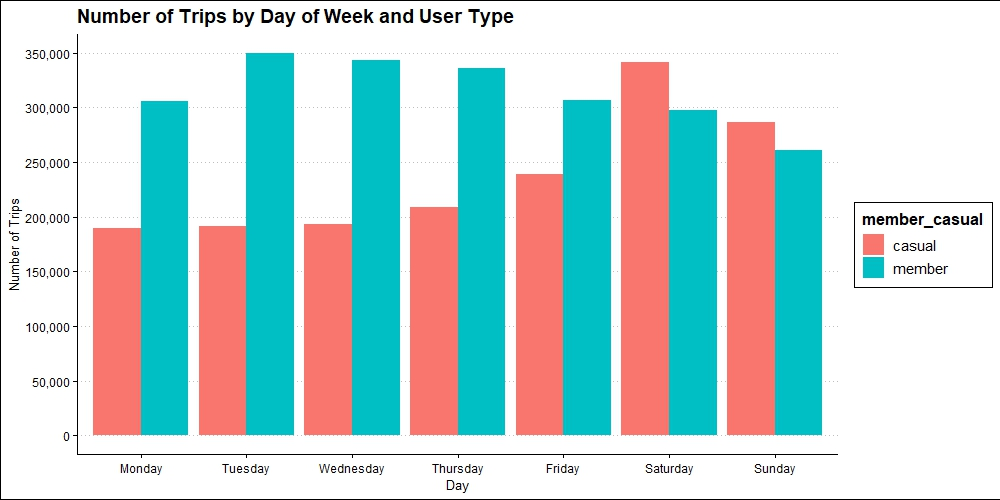 Number of Trips by Day of Week and User Type
Number of Trips
350,000
300,000
250,000
200,000
150,000
100,000
50,000
0
Monday Tuesday Wednesday Thursday Friday Saturday Sunday
Day
member_casual
casual
member